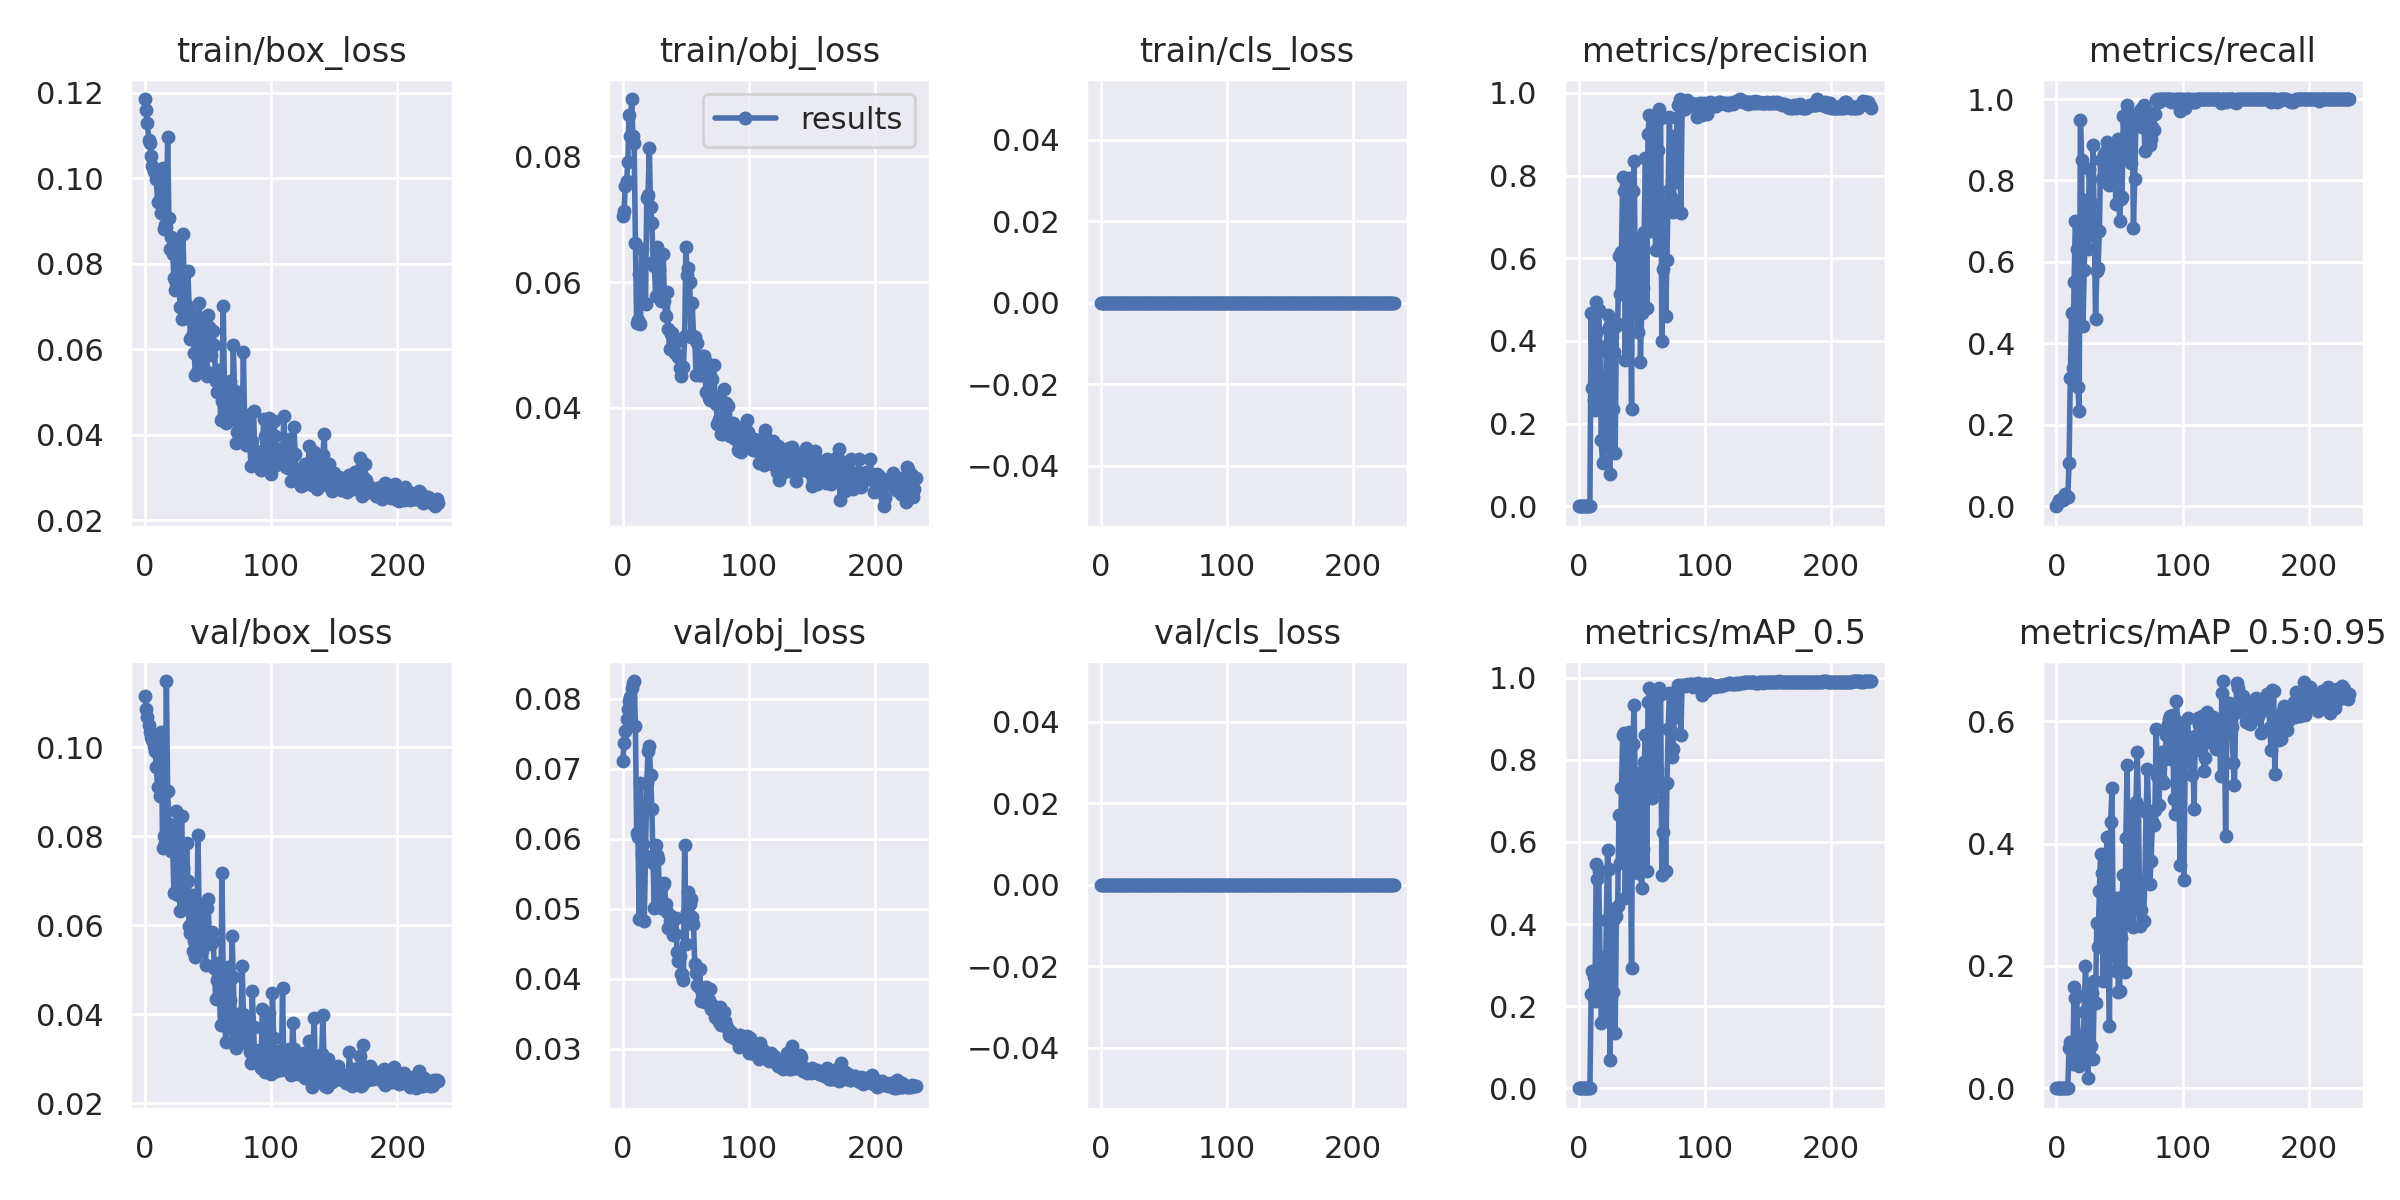 train/box_loss
0.12
0.10
0.08
0.06
0.04
0.02
0 100 200
train/obj_loss
results
0.08
0.06
0.04
0 100 200
train/cls_loss
0.04
0.02
0.00
−0.02
−0.04
0 100 200
metrics/precision
1.0
0.8
0.6
0.4
0.2
0.0
0 100 200
metrics/recall
1.0
0.8
0.6
0.4
0.2
0.0
0 100 200
val/box_loss
0.10
0.08
0.06
0.04
0.02
0 100 200
val/obj_loss
0.08
0.07
0.06
0.05
0.04
0.03
0 100 200
val/cls_loss
0.04
0.02
0.00
−0.02
−0.04
0 100 200
metrics/mAP_0.5
1.0
0.8
0.6
0.4
0.2
0.0
0 100 200
metrics/mAP_0.5:0.95
0.6
0.4
0.2
0.0
0 100 200